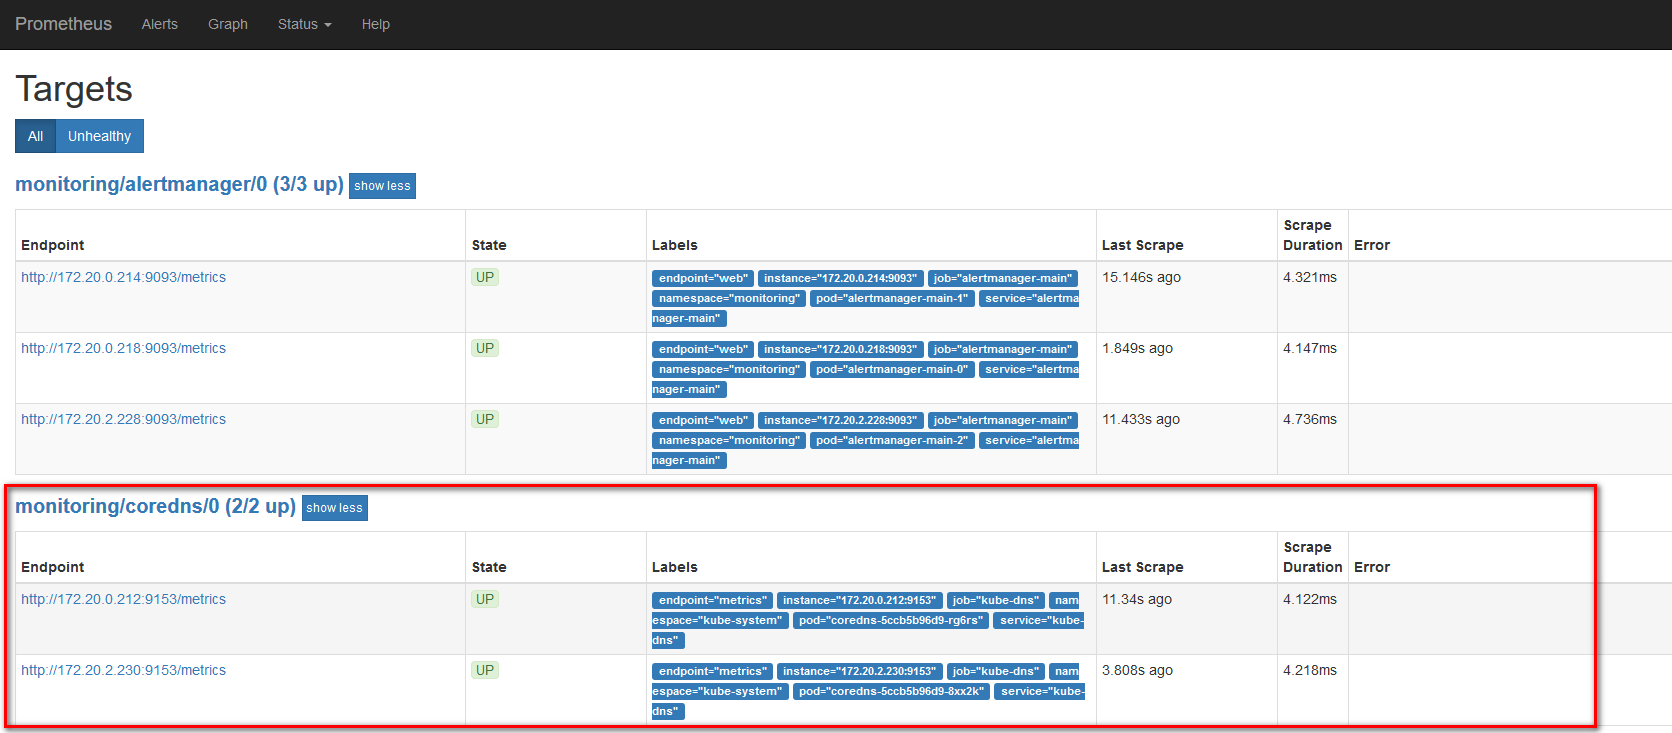 Prometheus Alerts Graph Status Help
Targets
All Unhealthy
monitoring/alertmanager/0 (3/3 up) show less
Endpoint State Labels Last Scrape Scrape Duration Error
http://172.20.0.214:9093/metrics UP endpoint="web" instance="172.20.0.214:9093" job="alertmanager-main" 15.146s ago 4.321ms
namespace="monitoring" pod="alertmanager-main-1" service="alertma
nager-main"
http://172.20.0.218:9093/metrics UP endpoint="web" instance="172.20.0.218:9093" job="alertmanager-main" 1.849s ago 4.147ms
namespace="monitoring" pod="alertmanager-main-0" service="alertma
nager-main"
http://172.20.2.228:9093/metrics UP endpoint="web" instance="172.20.2.228:9093" job="alertmanager-main" 11.433s ago 4.736ms
namespace="monitoring" pod="alertmanager-main-2" service="alertma
nager-main"
monitoring/coredns/0 (2/2 up) show less
Endpoint State Labels Last Scrape Scrape Duration Error
http://172.20.0.212:9153/metrics UP endpoint="metrics" instance="172.20.0.212:9153" job="kube-dns" nam 11.34s ago 4.122ms
espace="kube-system" pod="coredns-5ccb5b96d9-rg6rs" service="kube-
dns"
http://172.20.2.230:9153/metrics UP endpoint="metrics" instance="172.20.2.230:9153" job="kube-dns" nam 3.808s ago 4.218ms
espace="kube-system" pod="coredns-5ccb5b96d9-8xx2k" service="kube-
dns"